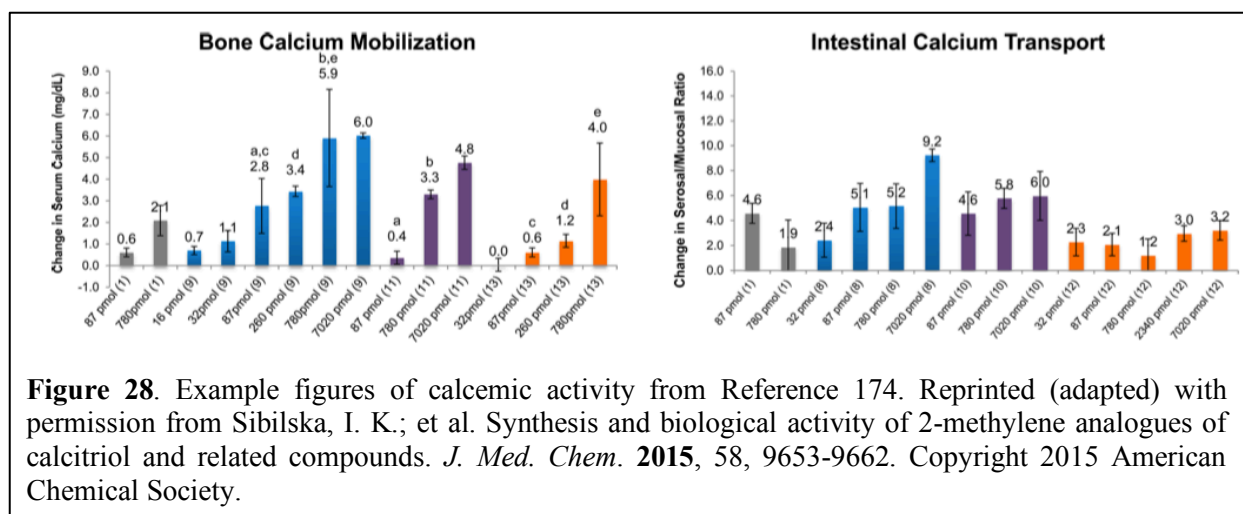 Bone Calcium Mobilization
Change in Serum Calcium (mg/dL)
9.0
8.0
7.0
6.0
5.0
4.0
3.0
2.0
1.0
0.0
-1.0
0.6
2.1
0.7
1.1
a,c
2.8
d
3.4
b,e
5.9
6.0
a
0.4
b
3.3
4.8
0.0
c
0.6
d
1.2
e
4.0
87 pmol (1)
780pmol (1)
16 pmol (9)
32pmol (9)
87pmol (9)
260 pmol (9)
780pmol (9)
7020 pmol (9)
87 pmol (11)
780 pmol (11)
7020 pmol (11)
32pmol (13)
87pmol (13)
260 pmol (13)
780pmol (13)
Intestinal Calcium Transport
Change in Serosal/Mucosal Ratio
16.0
14.0
12.0
10.0
8.0
6.0
4.0
2.0
0.0
4.6
1.9
2.4
5.1
5.2
9.2
4.6
5.8
6.0
2.3
2.1
1.2
3.0
3.2
87 pmol (1)
780 pmol (1)
32 pmol (8)
87 pmol (8)
780 pmol (8)
7020 pmol (8)
87 pmol (10)
780 pmol (10)
7020 pmol (10)
32 pmol (12)
87 pmol (12)
780 pmol (12)
2340 pmol (12)
7020 pmol (12)
Figure 28. Example figures of calcemic activity from Reference 174. Reprinted (adapted) with
permission from Sibilska, I. K.; et al. Synthesis and biological activity of 2-methylene analogues of
calcitriol and related compounds. J. Med. Chem. 2015, 58, 9653-9662. Copyright 2015 American
Chemical Society.